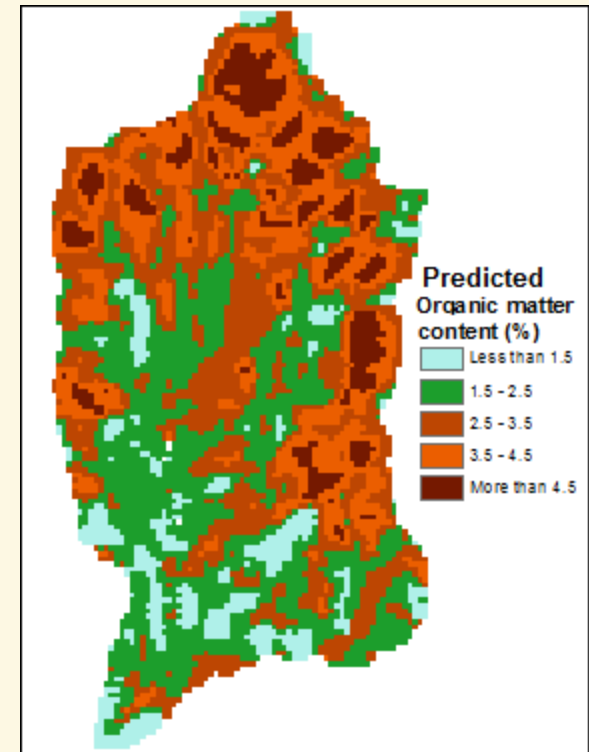 Predicted
Organic matter
content (%)
Less than 1.5
1.5 - 2.5
2.5 - 3.5
3.5 - 4.5
More than 4.5